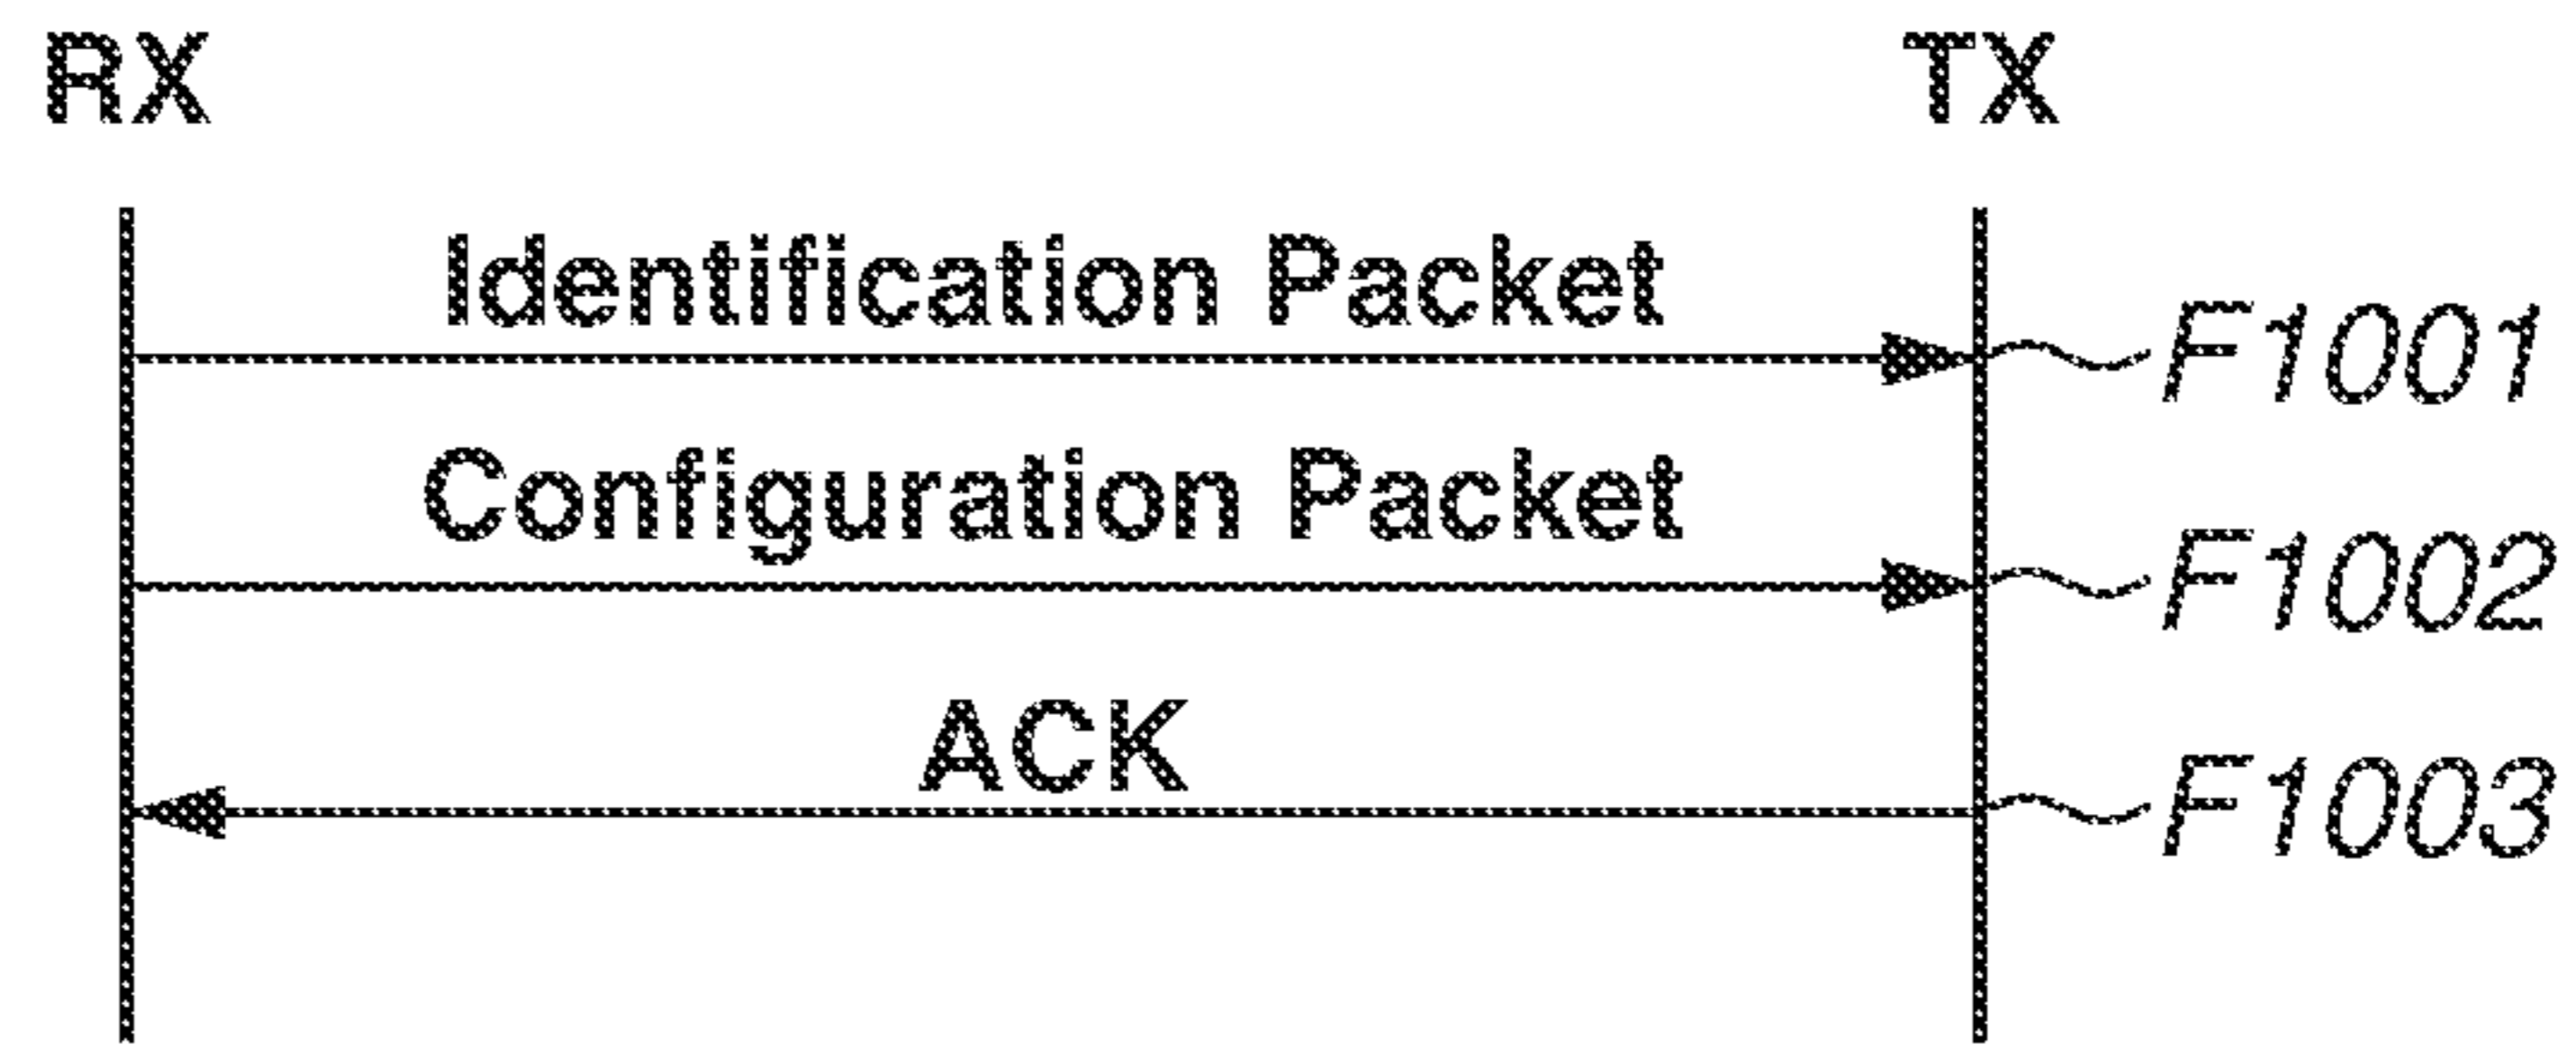 RX TX
Identification Packet
F1001
Configuration Packet
F1002
ACK
F1003